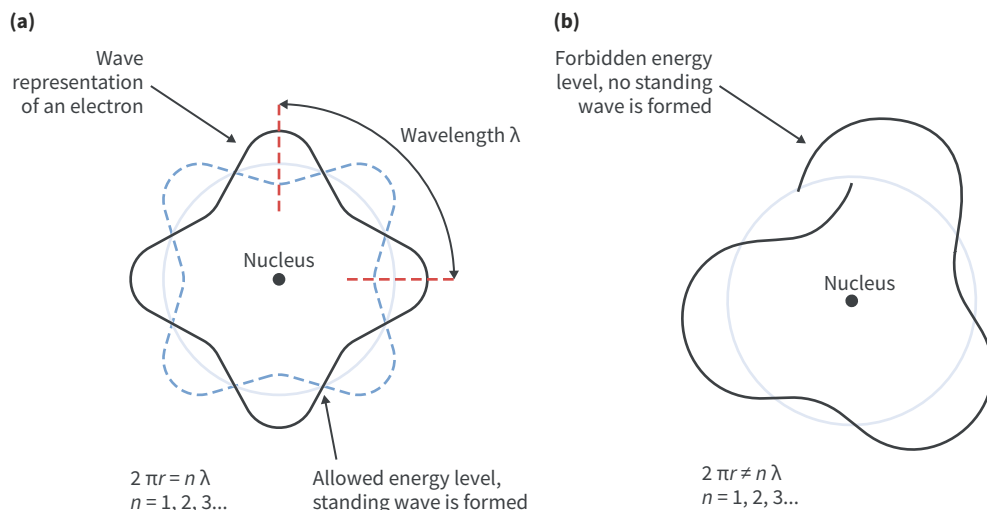 (a)
Wave
representation
of an electron
Wavelength λ
Nucleus
2 πr = n λ
n = 1, 2, 3...
Allowed energy level,
standing wave is formed
(b)
Forbidden energy
level, no standing
wave is formed
Nucleus
2 πr ≠ n λ
n = 1, 2, 3...